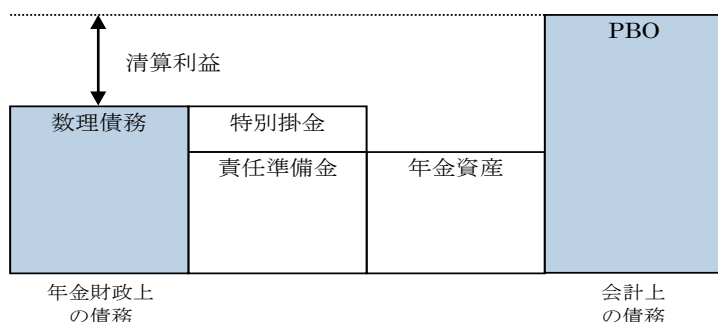 PBO
清算利益
数理債務
特別掛金
責任準備金
年金資産
年金財政上
の債務
会計上
の債務